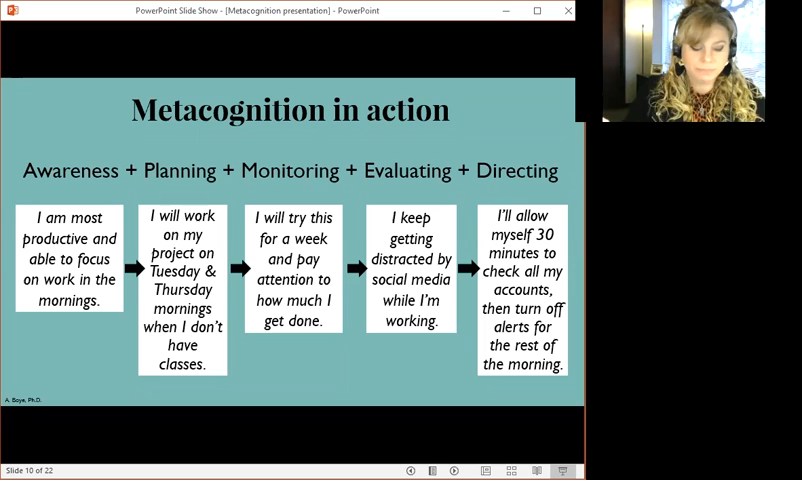 PowerPoint Slide Show - [Metacognition presentation] - PowerPoint
Metacognition in action
Awareness + Planning + Monitoring + Evaluating + Directing
I am most
productive and
able to focus
on work in the
mornings.
I will work
on my
project on
Tuesday &
Thursday
mornings
when I don't
have
classes.
I will try this
for a week
and pay
attention to
how much I
get done.
I keep
getting
distracted by
social media
while I'm
working.
I'll allow
myself 30
minutes to
check all my
accounts,
then turn off
alerts for
the rest of
the morning.
A. Boye, Ph.D.
Slide 10 of 22